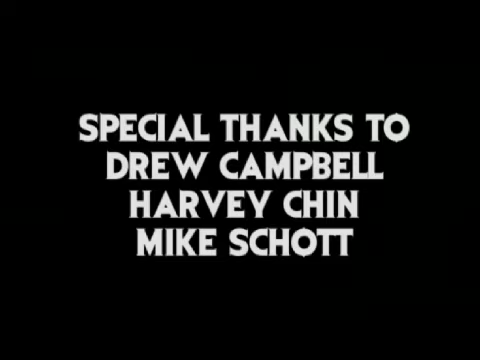 SPECIAL THANKS TO
DREW CAMPBELL
HARVEY CHIN
MIKE SCHOTT